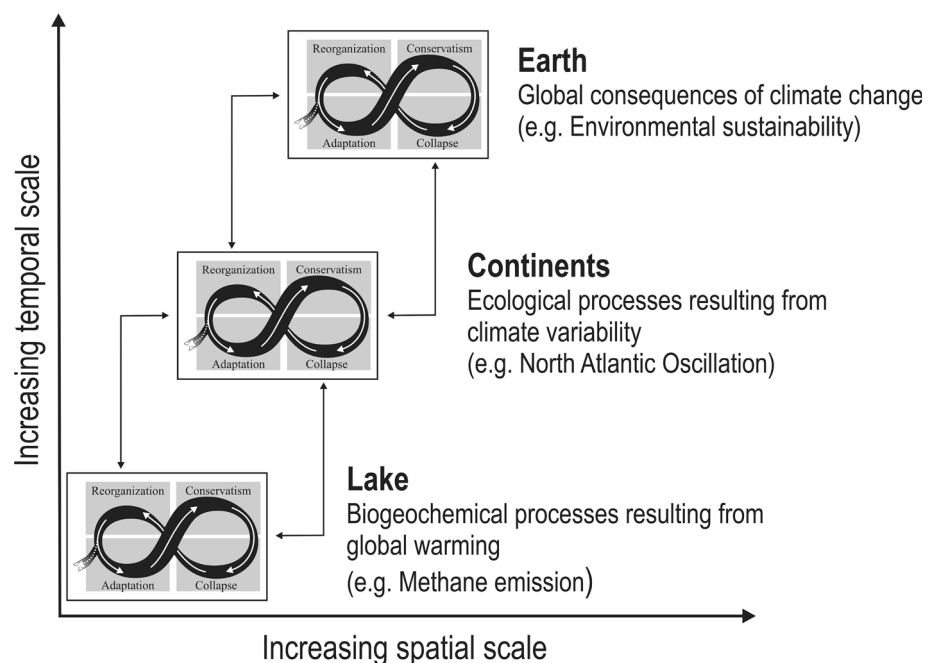 Increasing temporal scale
Reorganization Conservatism
Adaptation Collapse
Earth
Global consequences of climate change
(e.g. Environmental sustainability)
Reorganization Conservatism
Adaptation Collapse
Continents
Ecological processes resulting from
climate variability
(e.g. North Atlantic Oscillation)
Reorganization Conservatism
Adaptation Collapse
Lake
Biogeochemical processes resulting from
global warming
(e.g. Methane emission)
Increasing spatial scale